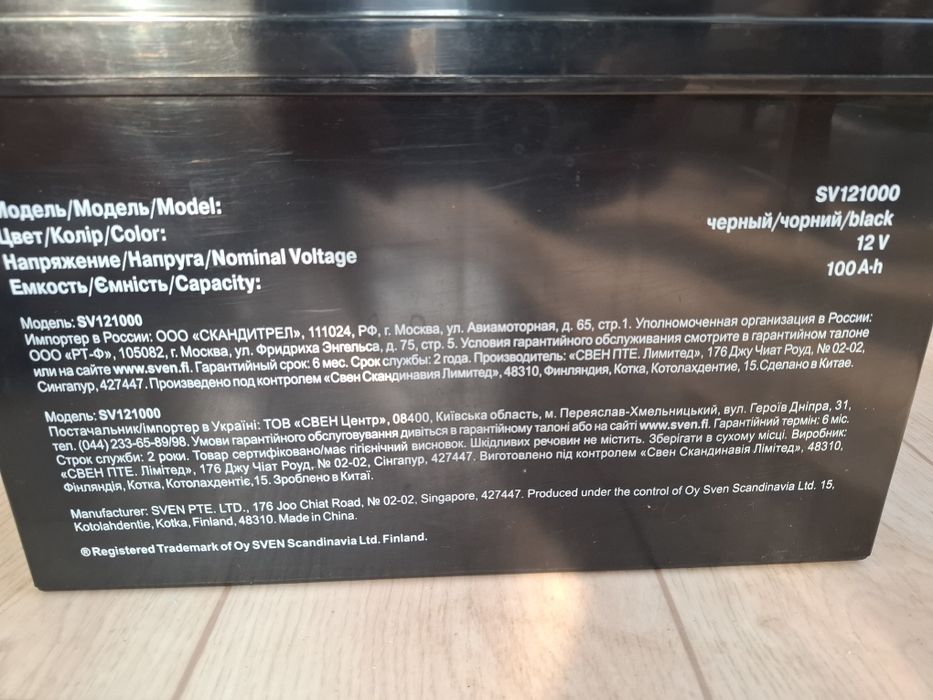 Модель/Модель/Model: SV121000
Цвет/Колір/Color: черный/чорний/black
Напряжение/Напруга/Nominal Voltage 12 V
Емкость/Ємність/Capacity: 100 A·h
Модель: SV121000
Импортер в России: ООО «СКАНДИТРЕЛ», 111024, РФ, г. Москва, ул. Авиамоторная, д. 65, стр.1. Уполномоченная организация в России:
ООО «РТ-Ф», 105082, г. Москва, ул. Фридриха Энгельса, д. 75, стр. 5. Условия гарантийного обслуживания смотрите в гарантийном талоне
или на сайте www.sven.fi. Гарантийный срок: 6 мес. Срок службы: 2 года. Производитель: «СВЕН ПТЕ. Лимитед», 176 Джу Чиат Роуд, № 02-02,
Сингапур, 427447. Произведено под контролем «Свен Скандинавия Лимитед», 48310, Финляндия, Котка, Котолахдентие, 15. Сделано в Китае.
Модель: SV121000
Постачальник/імпортер в Україні: ТОВ «СВЕН Центр», 08400, Київська область, м. Переяслав-Хмельницький, вул. Героїв Дніпра, 31,
тел. (044) 233-65-89/98. Умови гарантійного обслуговування дивіться в гарантійному талоні або на сайті www.sven.fi. Гарантійний термін: 6 міс.
Строк служби: 2 роки. Товар сертифіковано/має гігієнічний висновок. Шкідливих речовин не містить. Зберігати в сухому місці. Виробник:
«СВЕН ПТЕ. Лімітед», 176 Джу Чіат Роуд, № 02-02, Сінгапур, 427447. Виготовлено під контролем «Свен Скандинавія Лімітед», 48310,
Фінляндія, Котка, Котолахдентіє, 15. Зроблено в Китаї.
Manufacturer: SVEN PTE. LTD., 176 Joo Chiat Road, № 02-02, Singapore, 427447. Produced under the control of Oy Sven Scandinavia Ltd. 15,
Kotolahdentie, Kotka, Finland, 48310. Made in China.
® Registered Trademark of Oy SVEN Scandinavia Ltd. Finland.